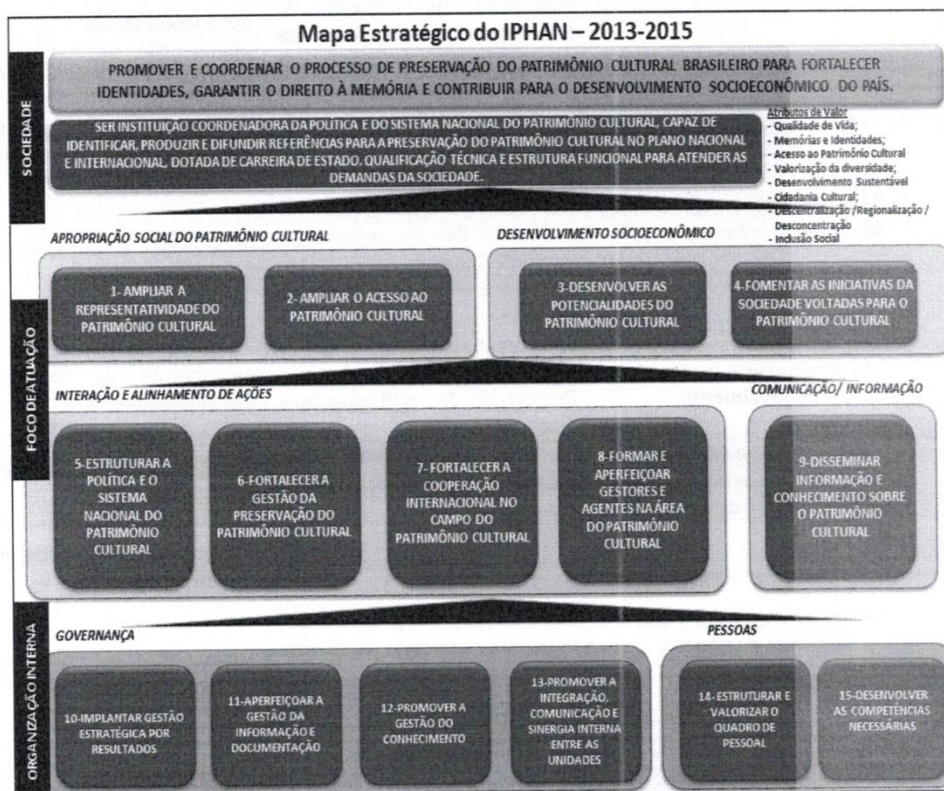 Mapa Estratégico do IPHAN – 2013-2015
SOCIEDADE
PROMOVER E COORDENAR O PROCESSO DE PRESERVAÇÃO DO PATRIMÔNIO CULTURAL BRASILEIRO PARA FORTALECER
IDENTIDADES, GARANTIR O DIREITO À MEMÓRIA E CONTRIBUIR PARA O DESENVOLVIMENTO SOCIOECONÔMICO DO PAÍS.
SER INSTITUIÇÃO COORDENADORA DA POLÍTICA E DO SISTEMA NACIONAL DO PATRIMÔNIO CULTURAL, CAPAZ DE
IDENTIFICAR, PRODUZIR E DIFUNDIR REFERÊNCIAS PARA A PRESERVAÇÃO DO PATRIMÔNIO CULTURAL NO PLANO NACIONAL
E INTERNACIONAL, DOTADA DE CARREIRA DE ESTADO, QUALIFICAÇÃO TÉCNICA E ESTRUTURA FUNCIONAL PARA ATENDER AS
DEMANDAS DA SOCIEDADE.
Atributos de Valor
- Qualidade de Vida;
- Memórias e Identidades;
- Acesso ao Patrimônio Cultural
- Valorização da diversidade;
- Desenvolvimento Sustentável
- Cidadania Cultural;
- Descentralização /Regionalização /
Desconcentração
- Inclusão Social
FOCO DE ATUAÇÃO
APROPRIAÇÃO SOCIAL DO PATRIMÔNIO CULTURAL
1- AMPLIAR A
REPRESENTATIVIDADE DO
PATRIMÔNIO CULTURAL
2- AMPLIAR O ACESSO AO
PATRIMÔNIO CULTURAL
DESENVOLVIMENTO SOCIOECONÔMICO
3- DESENVOLVER AS
POTENCIALIDADES DO
PATRIMÔNIO CULTURAL
4-FOMENTAR AS INICIATIVAS DA
SOCIEDADE VOLTADAS PARA O
PATRIMÔNIO CULTURAL
INTERAÇÃO E ALINHAMENTO DE AÇÕES
5-ESTRUTURAR A
POLÍTICA E O
SISTEMA
NACIONAL DO
PATRIMÔNIO
CULTURAL
6- FORTALECER A
GESTÃO DA
PRESERVAÇÃO DO
PATRIMÔNIO CULTURAL
7- FORTALECER A
COOPERAÇÃO
INTERNACIONAL NO
CAMPO DO
PATRIMÔNIO CULTURAL
8- FORMAR E
APERFEIÇOAR
GESTORES E
AGENTES NA ÁREA
DO PATRIMÔNIO
CULTURAL
COMUNICAÇÃO/ INFORMAÇÃO
9-DISSEMINAR
INFORMAÇÃO E
CONHECIMENTO SOBRE
O PATRIMÔNIO
CULTURAL
ORGANIZAÇÃO INTERNA
GOVERNANÇA
10-IMPLANTAR GESTÃO
ESTRATÉGICA POR
RESULTADOS
11-APERFEIÇOAR A
GESTÃO DA
INFORMAÇÃO E
DOCUMENTAÇÃO
12- PROMOVER A
GESTÃO DO
CONHECIMENTO
13-PROMOVER A
INTEGRAÇÃO,
COMUNICAÇÃO E
SINERGIA INTERNA
ENTRE AS
UNIDADES
PESSOAS
14- ESTRUTURAR E
VALORIZAR O
QUADRO DE
PESSOAL
15-DESENVOLVER
AS COMPETÊNCIAS
NECESSÁRIAS